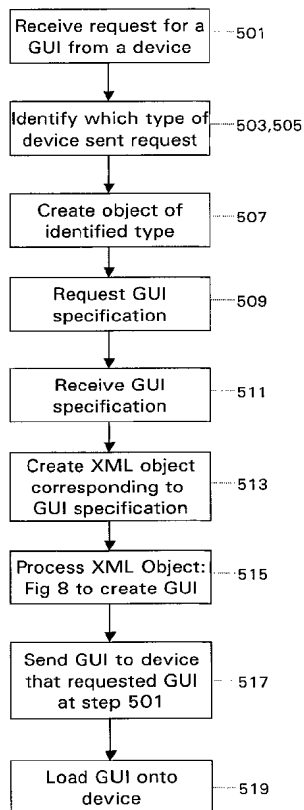 Receive request for a
GUI from a device
501
Identify which type of
device sent request
503,505
Create object of
identified type
507
Request GUI
specification
509
Receive GUI
specification
511
Create XML object
corresponding to
GUI specification
513
Process XML Object:
Fig 8 to create GUI
515
Send GUI to device
that requested GUI
at step 501
517
Load GUI onto
device
519